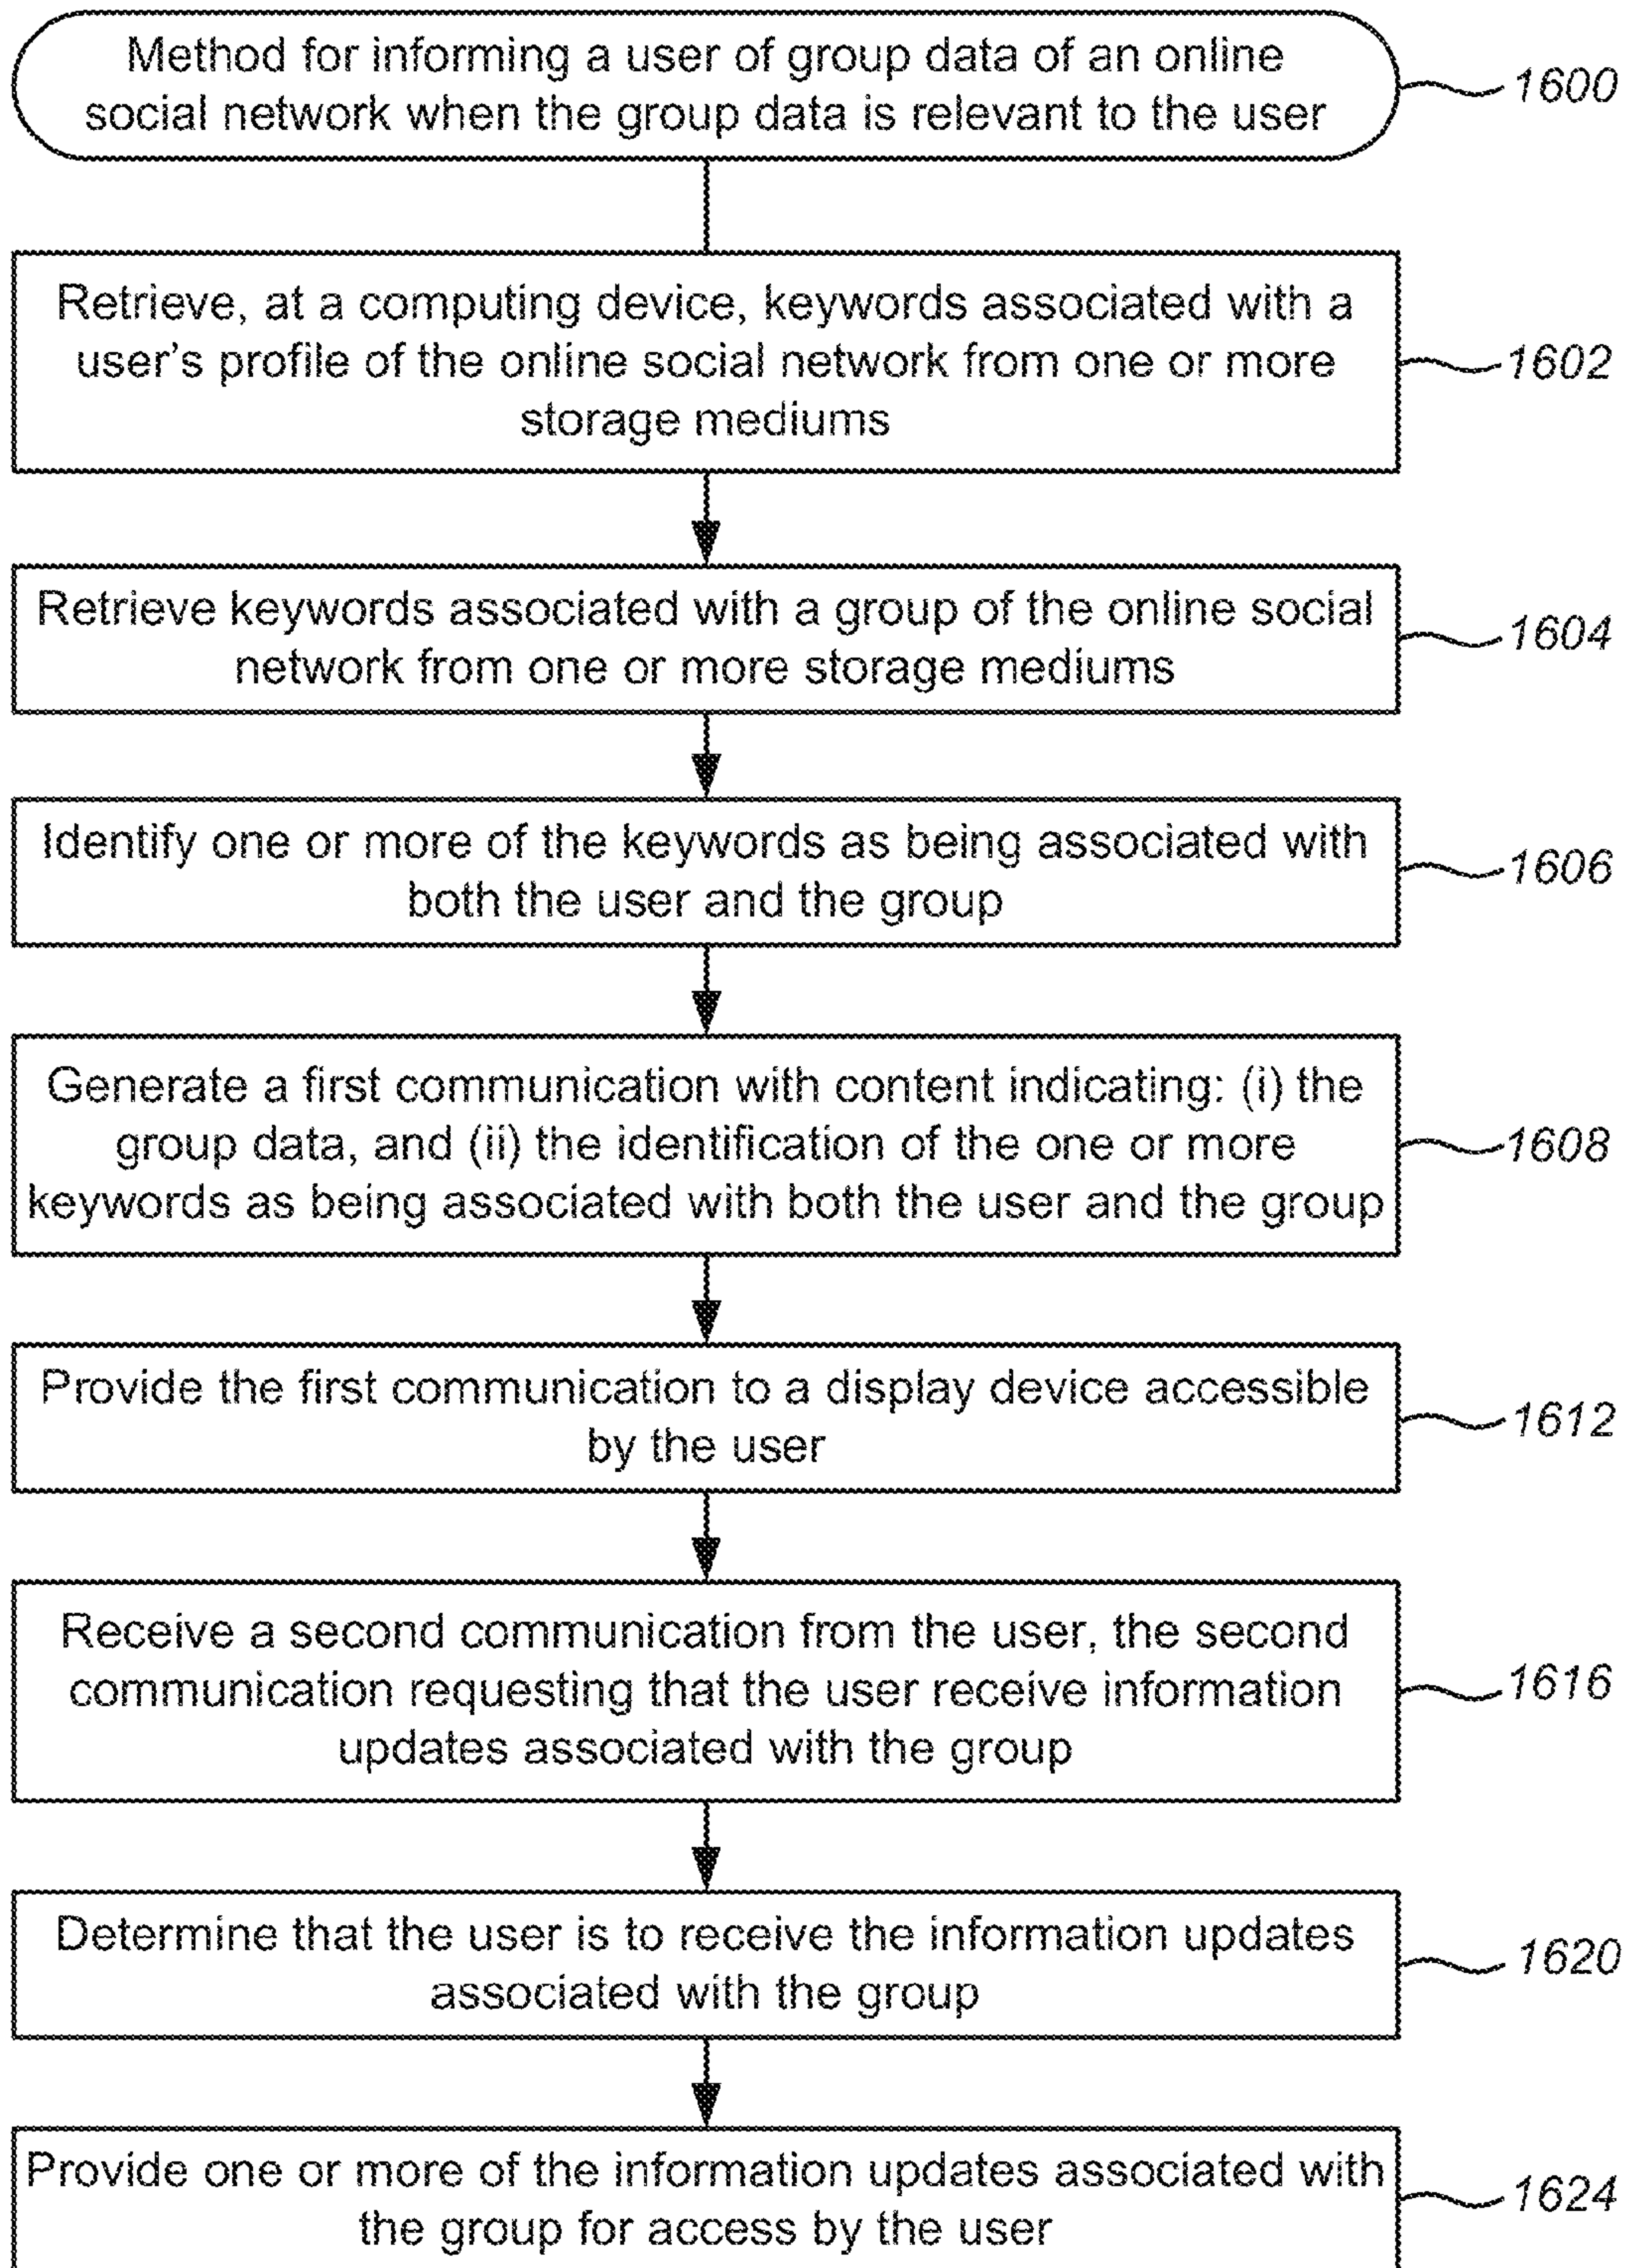 Method for informing a user of group data of an online
social network when the group data is relevant to the user
1600
Retrieve, at a computing device, keywords associated with a
user's profile of the online social network from one or more
storage mediums
1602
Retrieve keywords associated with a group of the online social
network from one or more storage mediums
1604
Identify one or more of the keywords as being associated with
both the user and the group
1606
Generate a first communication with content indicating: (i) the
group data, and (ii) the identification of the one or more
keywords as being associated with both the user and the group
1608
Provide the first communication to a display device accessible
by the user
1612
Receive a second communication from the user, the second
communication requesting that the user receive information
updates associated with the group
1616
Determine that the user is to receive the information updates
associated with the group
1620
Provide one or more of the information updates associated with
the group for access by the user
1624